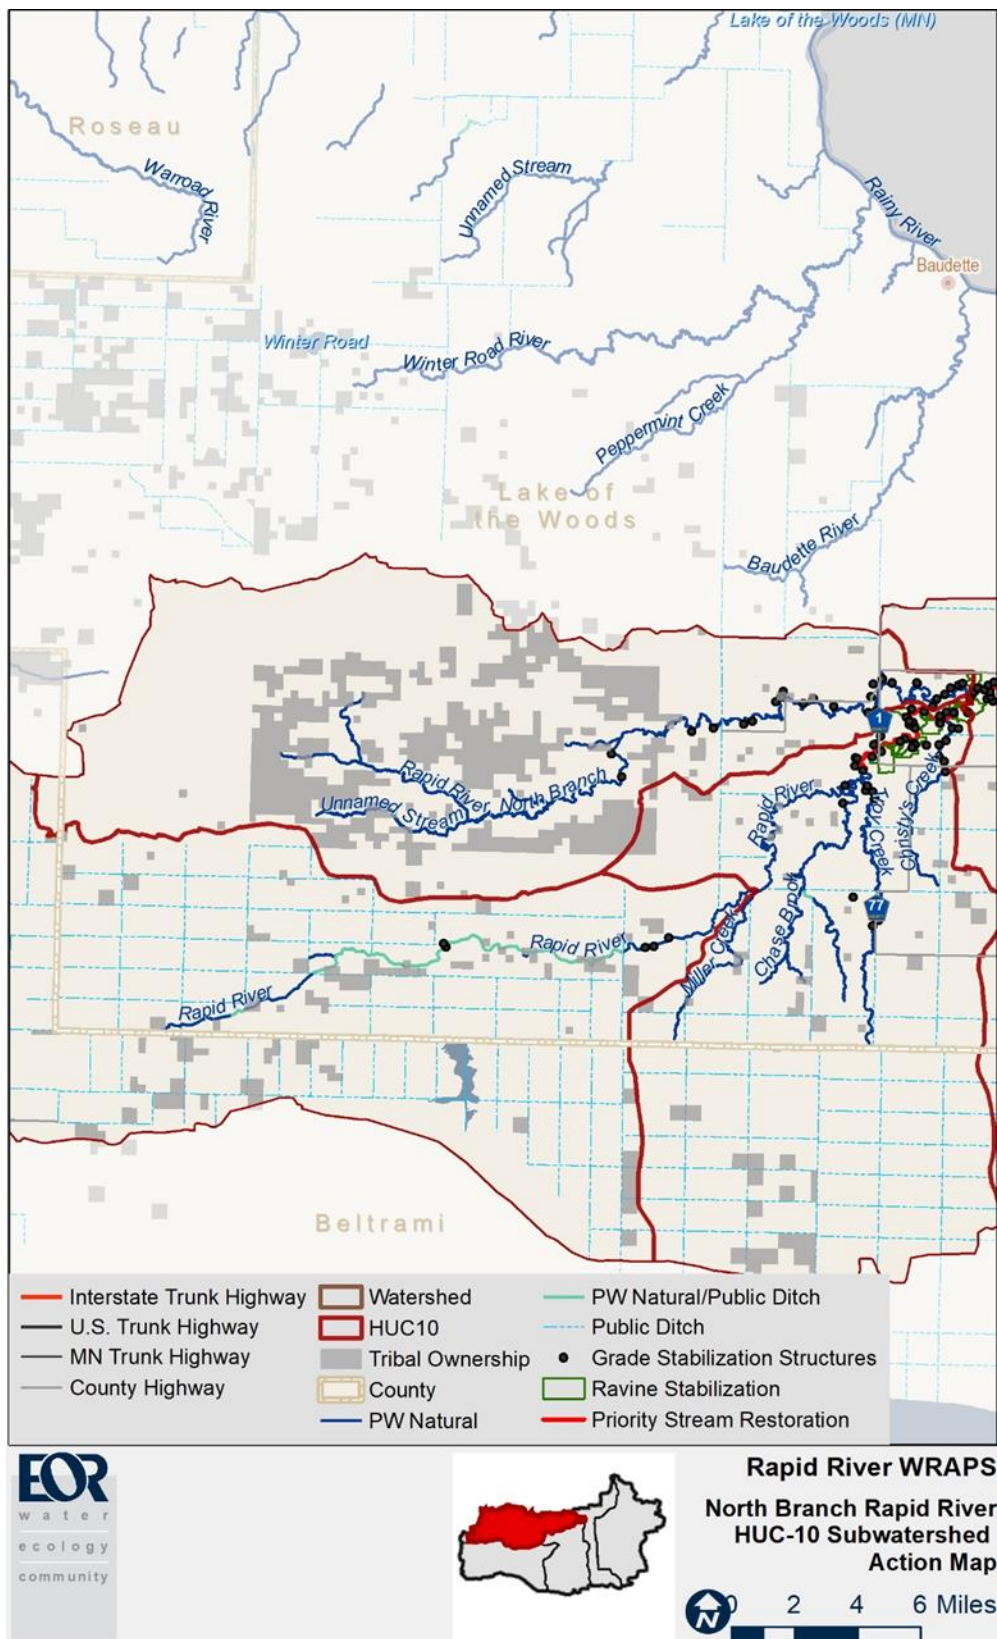 Lake of the Woods (MN)
Roseau
Warroad River
Unnamed Stream
Rainy River
Baudette
Winter Road
Winter Road River
Peppermint Creek
Lake of
the Woods
Baudette River
1
Rapid River, North Branch
Unnamed Stream
Rapid River
Troy Creek
Christy's Creek
77
Chase Brook
Miller Creek
Rapid River
Rapid River
Beltrami
Interstate Trunk Highway
U.S. Trunk Highway
MN Trunk Highway
County Highway
Watershed
HUC10
Tribal Ownership
County
PW Natural
PW Natural/Public Ditch
Public Ditch
Grade Stabilization Structures
Ravine Stabilization
Priority Stream Restoration
EOR
water
ecology
community
Rapid River WRAPS
North Branch Rapid River
HUC-10 Subwatershed
Action Map
N
0 2 4 6 Miles